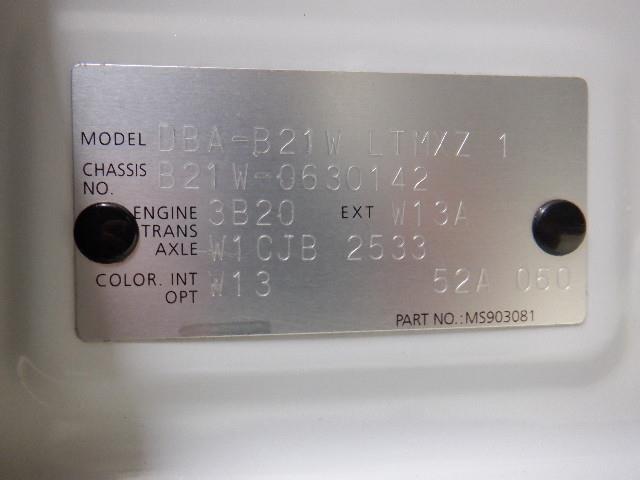 MODEL DBA-B21W LTMXZ 1
CHASSIS NO. B21W-0630142
ENGINE 3B20 EXT W13A
TRANS AXLE W1CJB 2533
COLOR. INT OPT W13 52A 050
PART NO.: MS903081